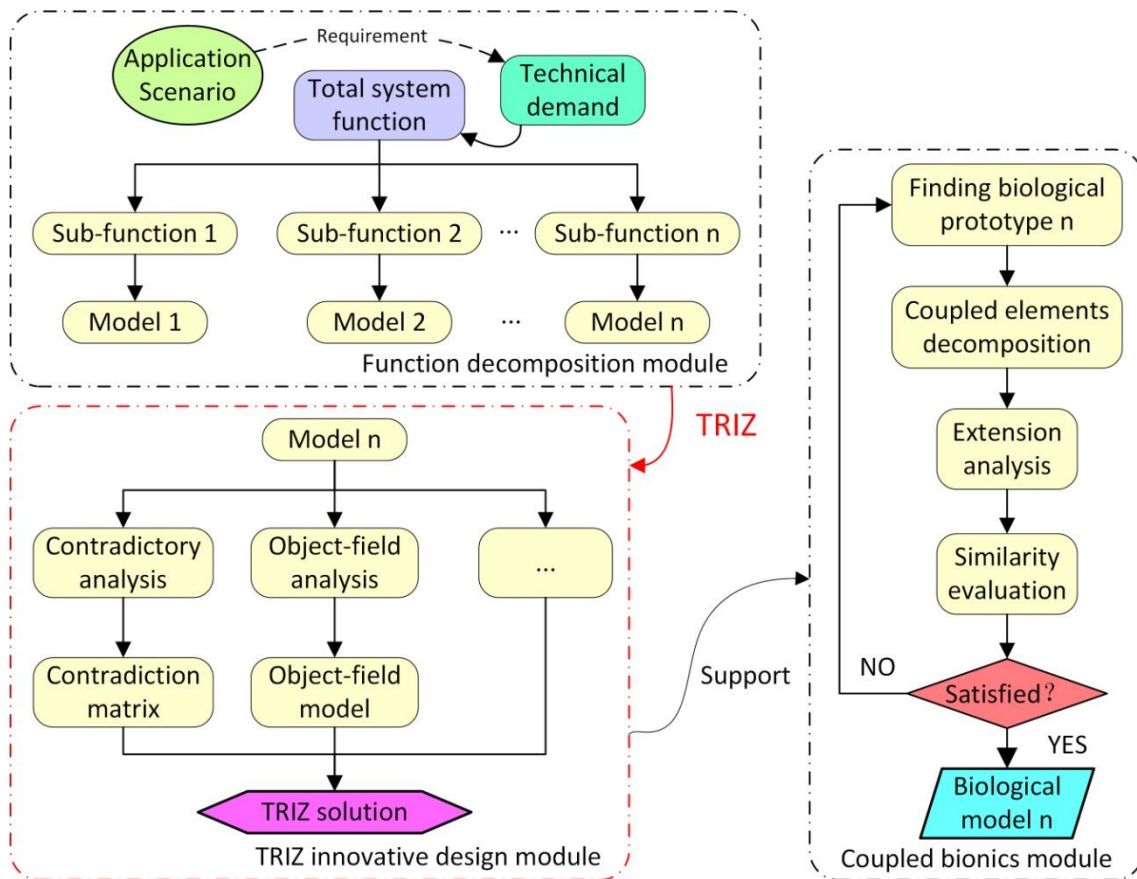 Application
Scenario
Requirement
Technical
demand
Total system
function
Sub-function 1
Sub-function 2
...
Sub-function n
Model 1
Model 2
...
Model n
Function decomposition module
TRIZ
Model n
Contradictory
analysis
Object-field
analysis
...
Contradiction
matrix
Object-field
model
TRIZ solution
TRIZ innovative design module
Support
Finding biological
prototype n
Coupled elements
decomposition
Extension
analysis
Similarity
evaluation
NO
Satisfied?
YES
Biological
model n
Coupled bionics module